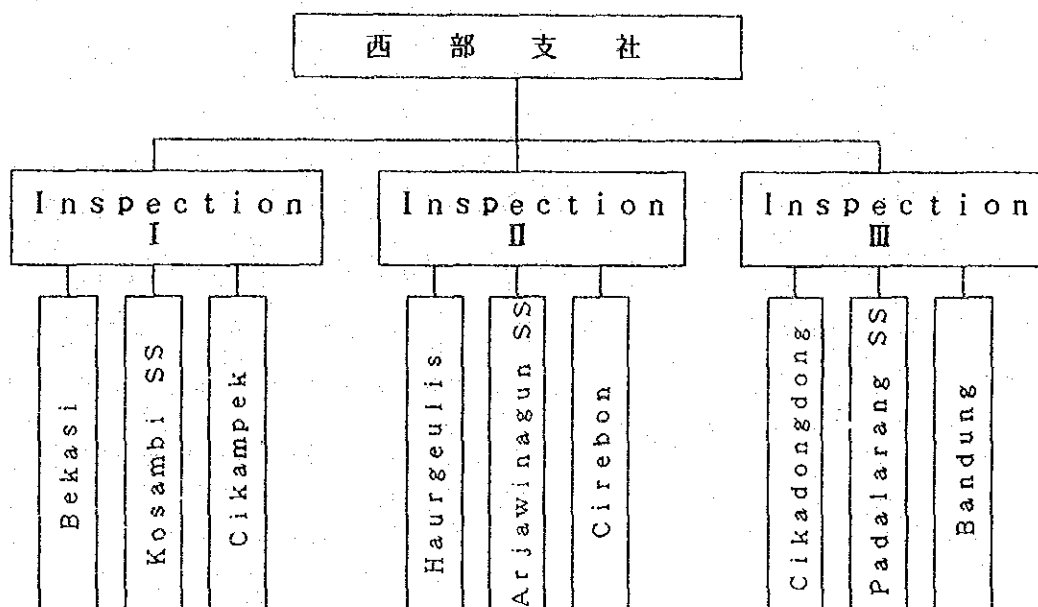 西部支社
Inspection
I
Inspection
II
Inspection
III
Bekasi
Kosambi SS
Cikampek
Haurgeulis
Arjawinagun SS
Cirebon
Cikadongdong
Padalarang SS
Bandung